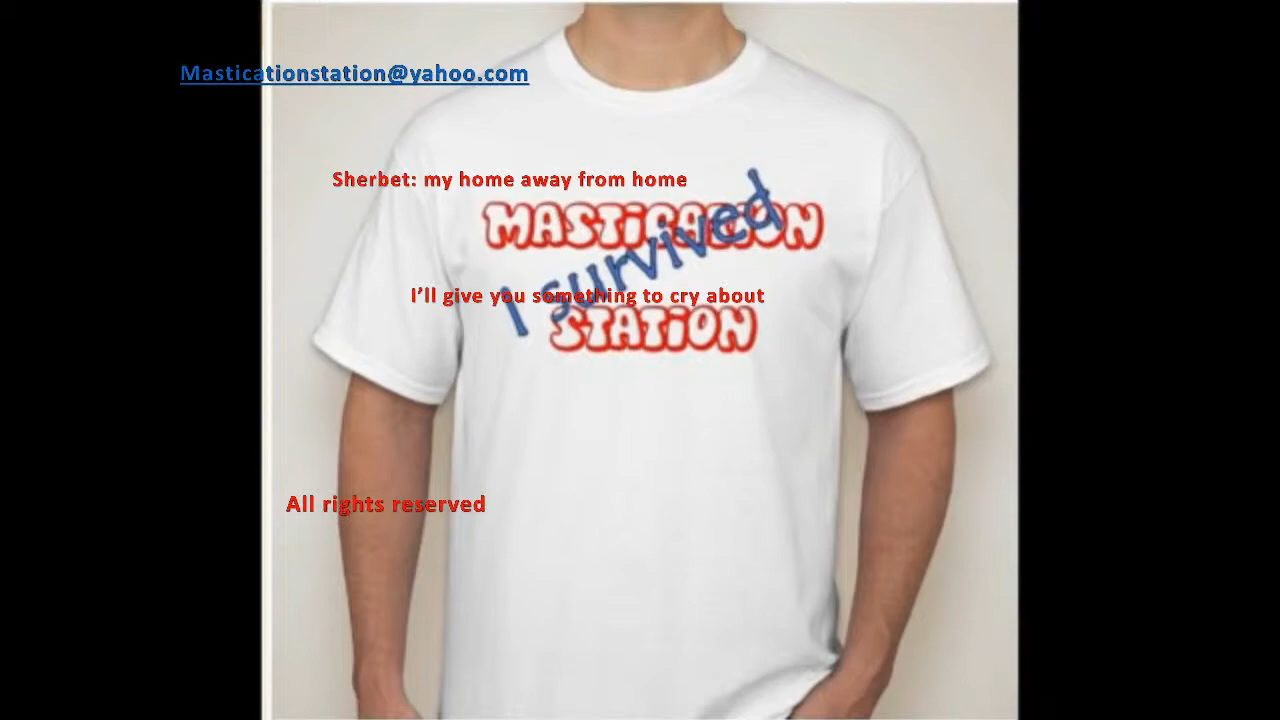 Masticationstation@yahoo.com
Sherbet: my home away from home
MASTICATION
I survived
I'll give you something to cry about
STATION
All rights reserved